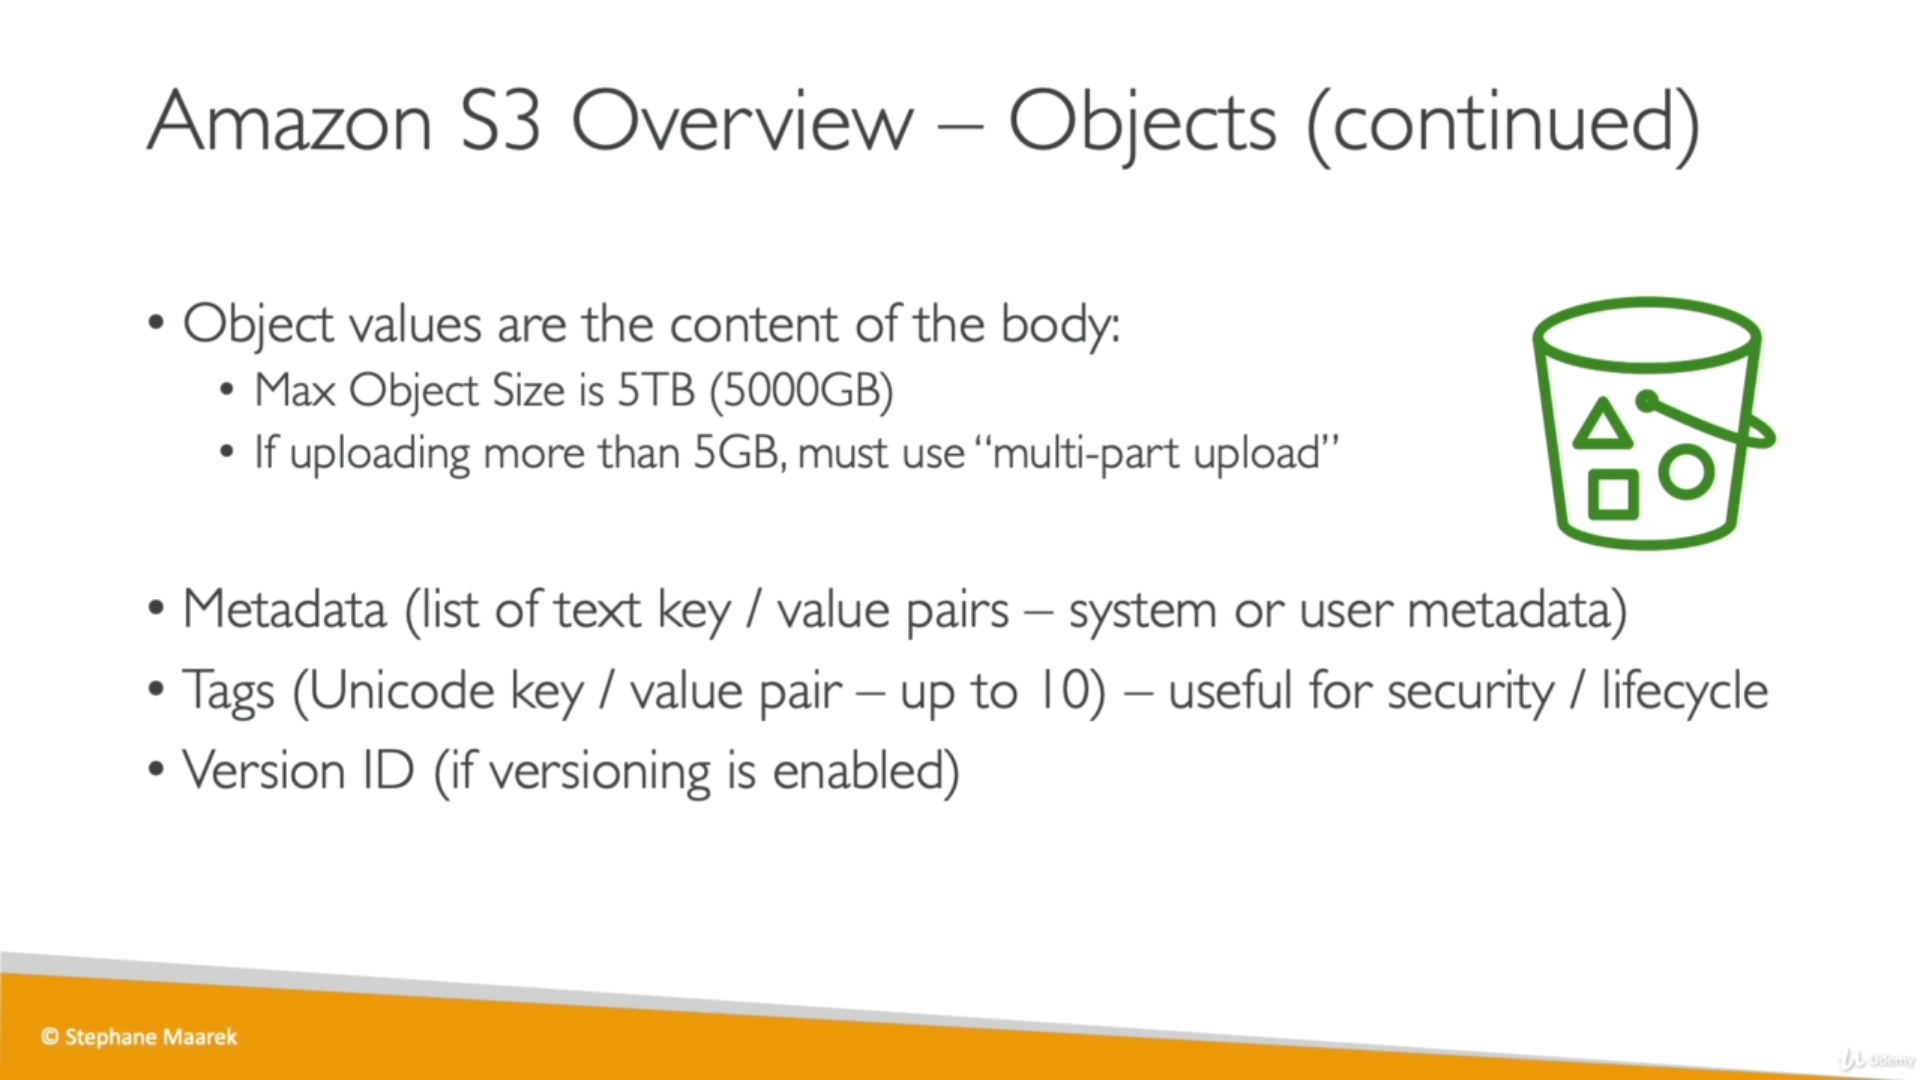 Amazon S3 Overview – Objects (continued)
• Object values are the content of the body:
• Max Object Size is 5TB (5000GB)
• If uploading more than 5GB, must use “multi-part upload”
• Metadata (list of text key / value pairs – system or user metadata)
• Tags (Unicode key / value pair – up to 10) – useful for security / lifecycle
• Version ID (if versioning is enabled)
© Stephane Maarek
Udemy